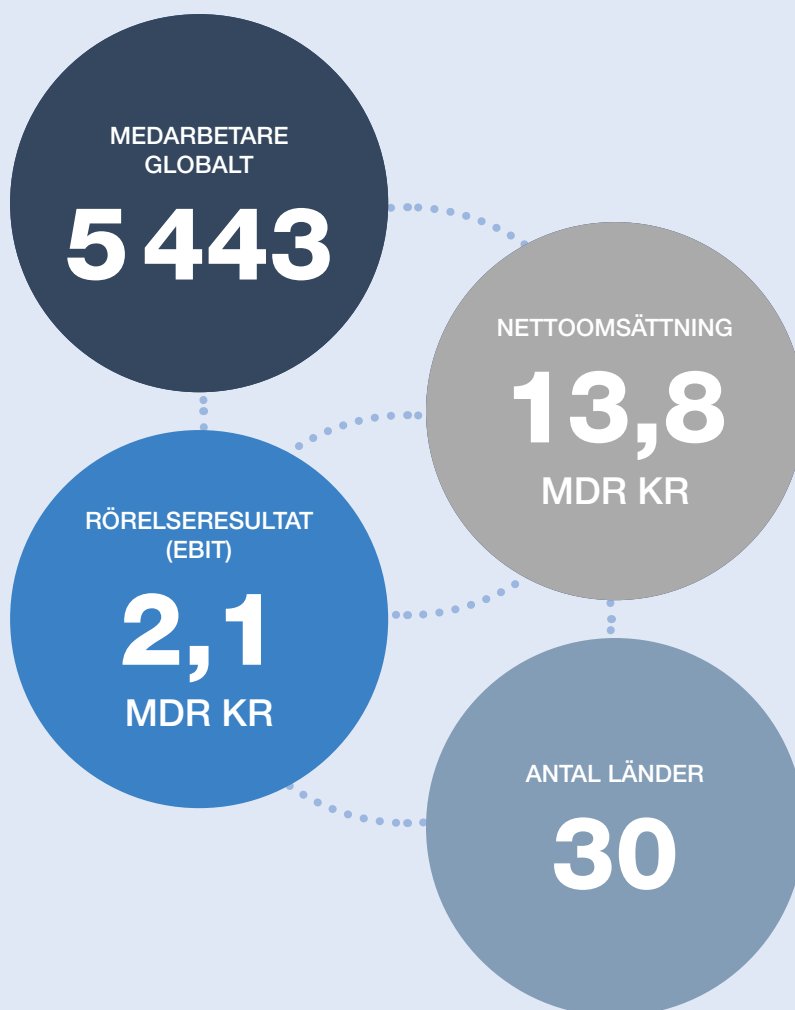 MEDARBETARE
GLOBALT
5 443
NETTOOMSÄTTNING
13,8
MDR KR
RÖRELSERESULTAT
(EBIT)
2,1
MDR KR
ANTAL LÄNDER
30